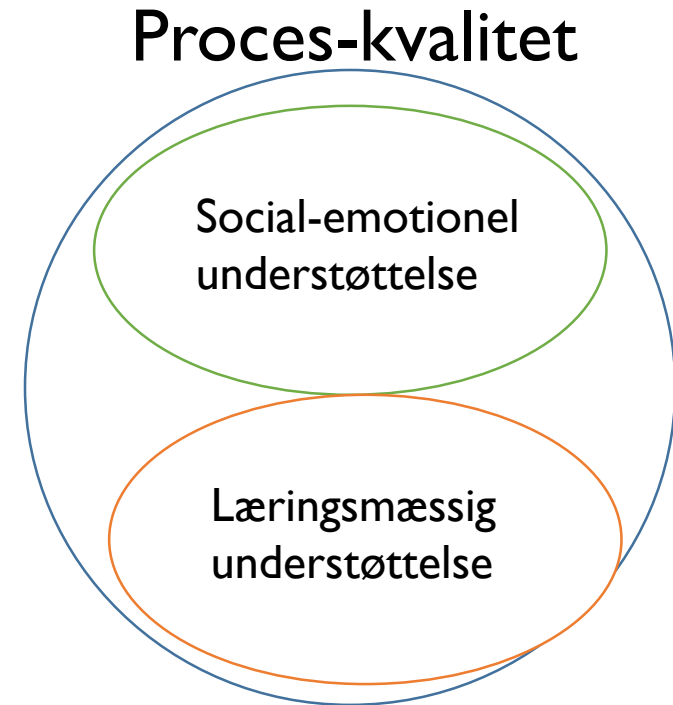 Proces-kvalitet
Social-emotionel
understøttelse
Læringsmæssig
understøttelse